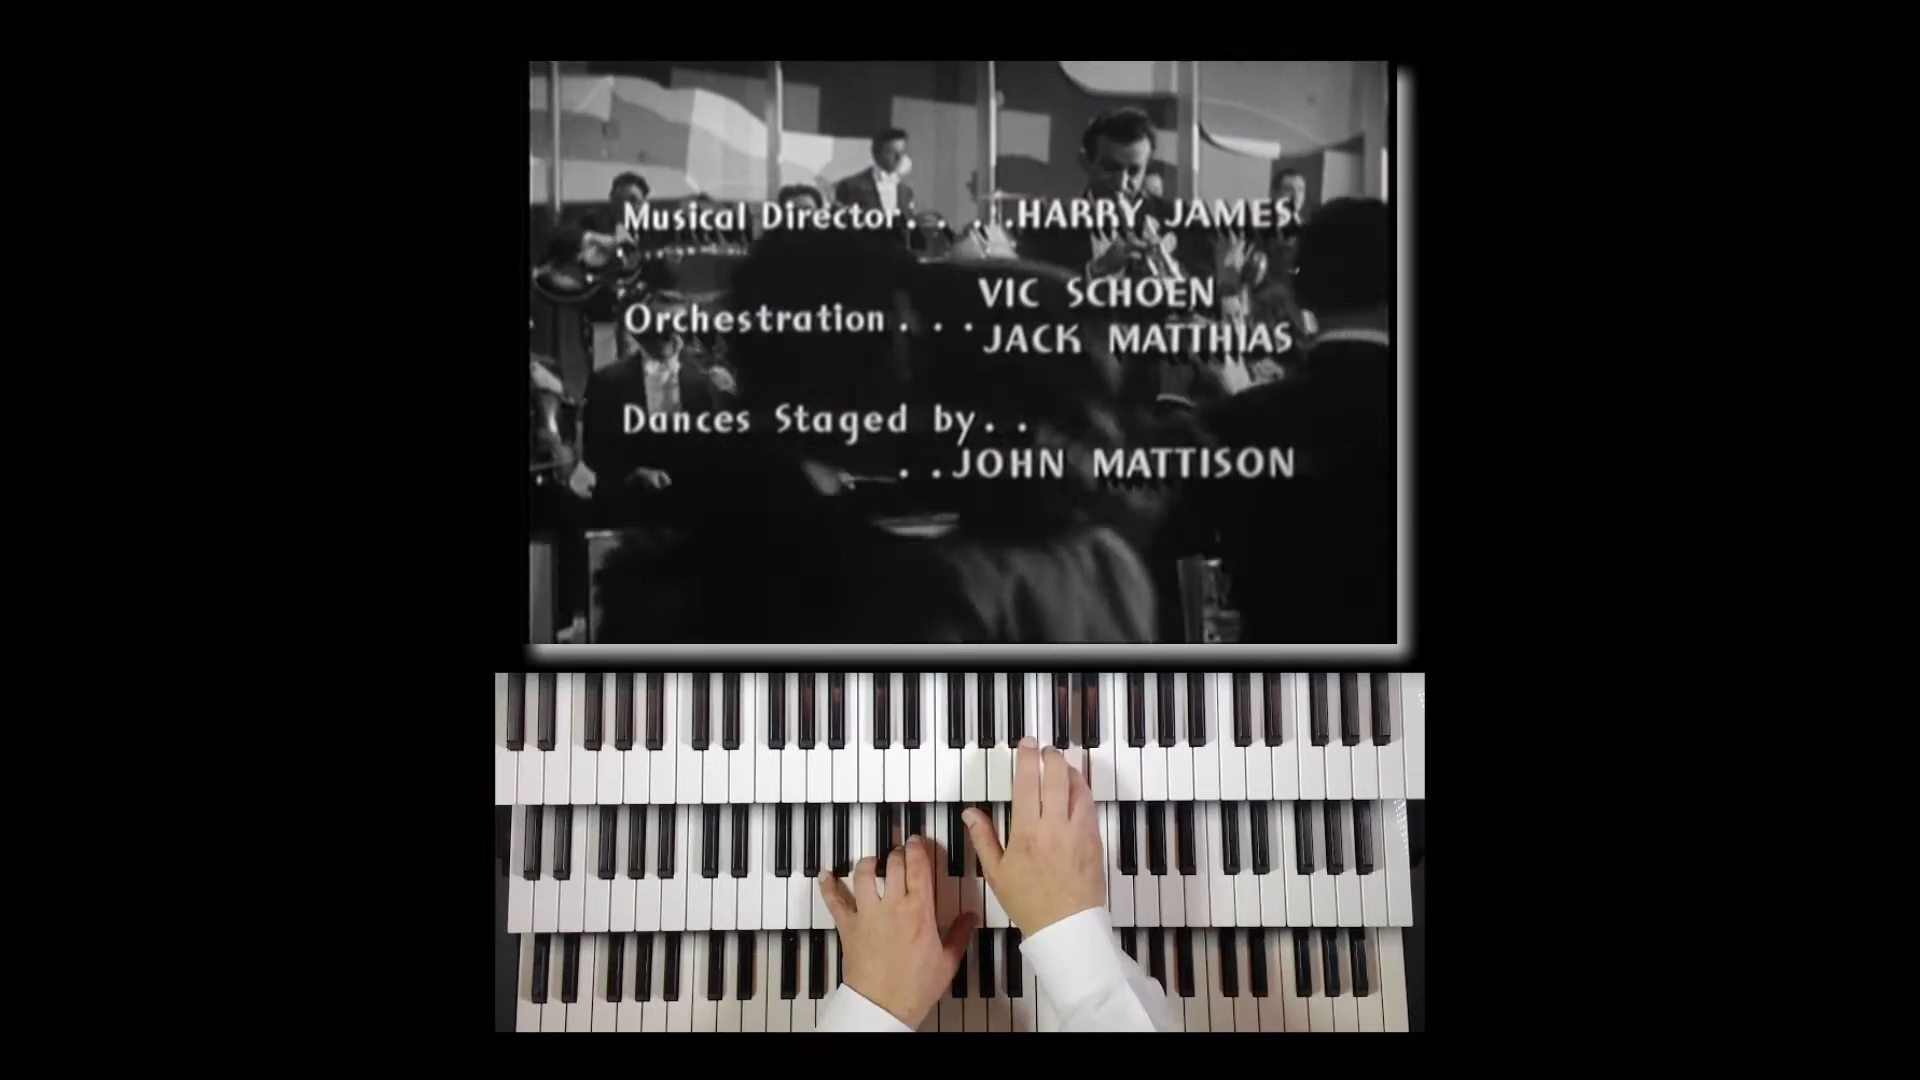 Musical Director. . . . .HARRY JAMES
VIC SCHOEN
Orchestration . . .
JACK MATTHIAS
Dances Staged by. .
. .JOHN MATTISON